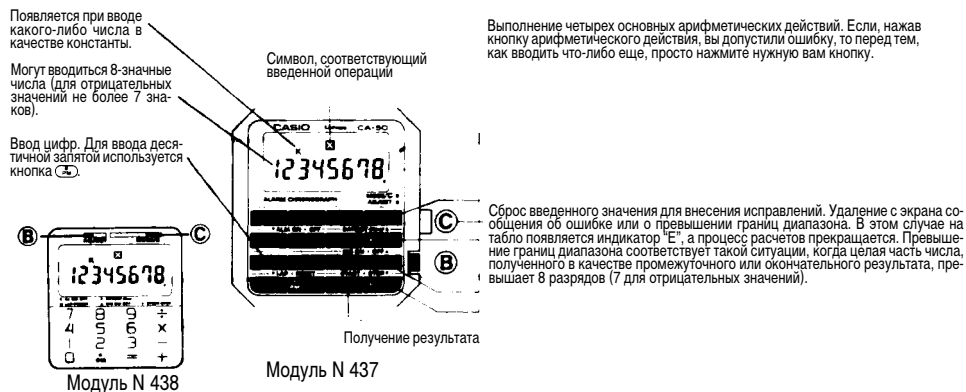 Появляется при вводе
какого-либо числа в
качестве константы.
Могут вводиться 8-значные
числа (для отрицательных
значений не более 7 зна-
ков).
Ввод цифр. Для ввода деся-
тичной запятой используется
кнопка
Символ, соответствующий
введенной операции
CASIO CA-50
x
12345678
ALARM CHRONOGRAPH
C
B
Получение результата
Модуль N 437
B C
x
12345678
7 8 9 ÷
4 5 6 ×
1 2 3 −
0 . = +
Модуль N 438
Выполнение четырех основных арифметических действий. Если, нажав
кнопку арифметического действия, вы допустили ошибку, то перед тем,
как вводить что-либо еще, просто нажмите нужную вам кнопку.
Сброс введенного значения для внесения исправлений. Удаление с экрана со-
общения об ошибке или о превышении границ диапазона. В этом случае на
табло появляется индикатор "E", а процесс расчетов прекращается. Превыше-
ние границ диапазона соответствует такой ситуации, когда целая часть числа,
полученного в качестве промежуточного или окончательного результата, пре-
вышает 8 разрядов (7 для отрицательных значений).